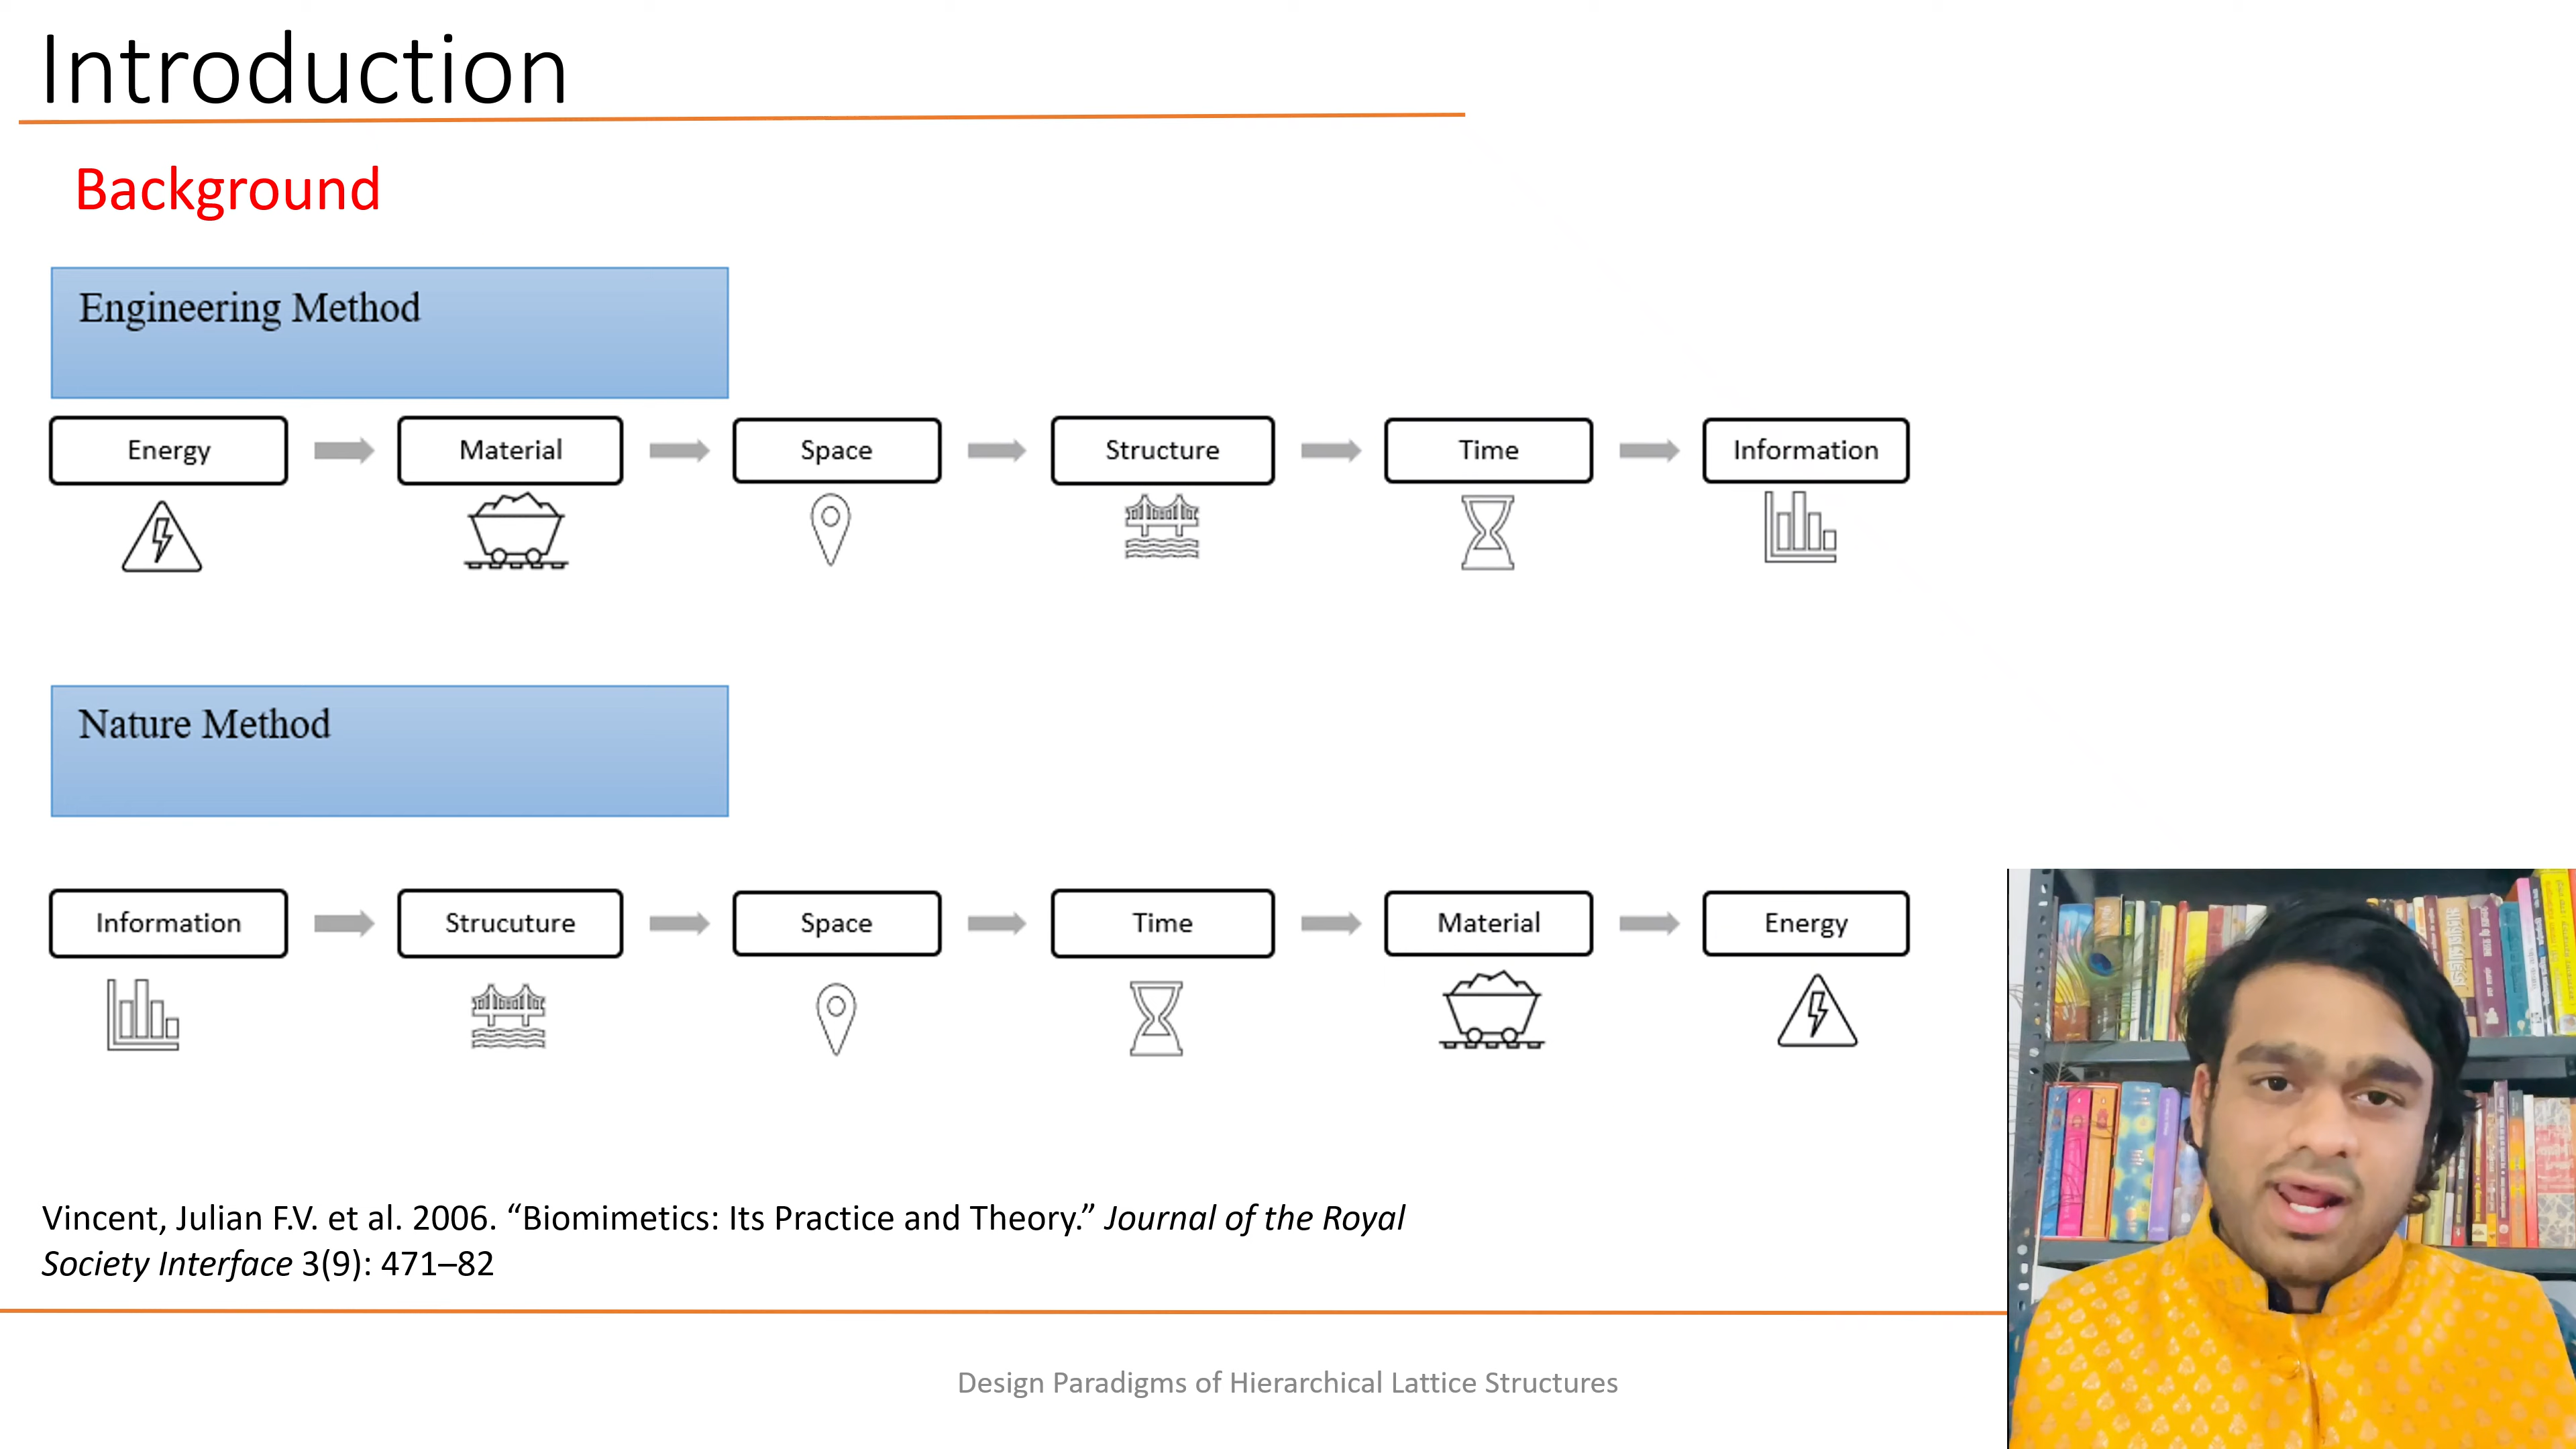 Introduction
Background
Engineering Method
Energy
Material
Space
Structure
Time
Information
Nature Method
Information
Strucuture
Space
Time
Material
Energy
Vincent, Julian F.V. et al. 2006. “Biomimetics: Its Practice and Theory.” Journal of the Royal
Society Interface 3(9): 471–82
Design Paradigms of Hierarchical Lattice Structures